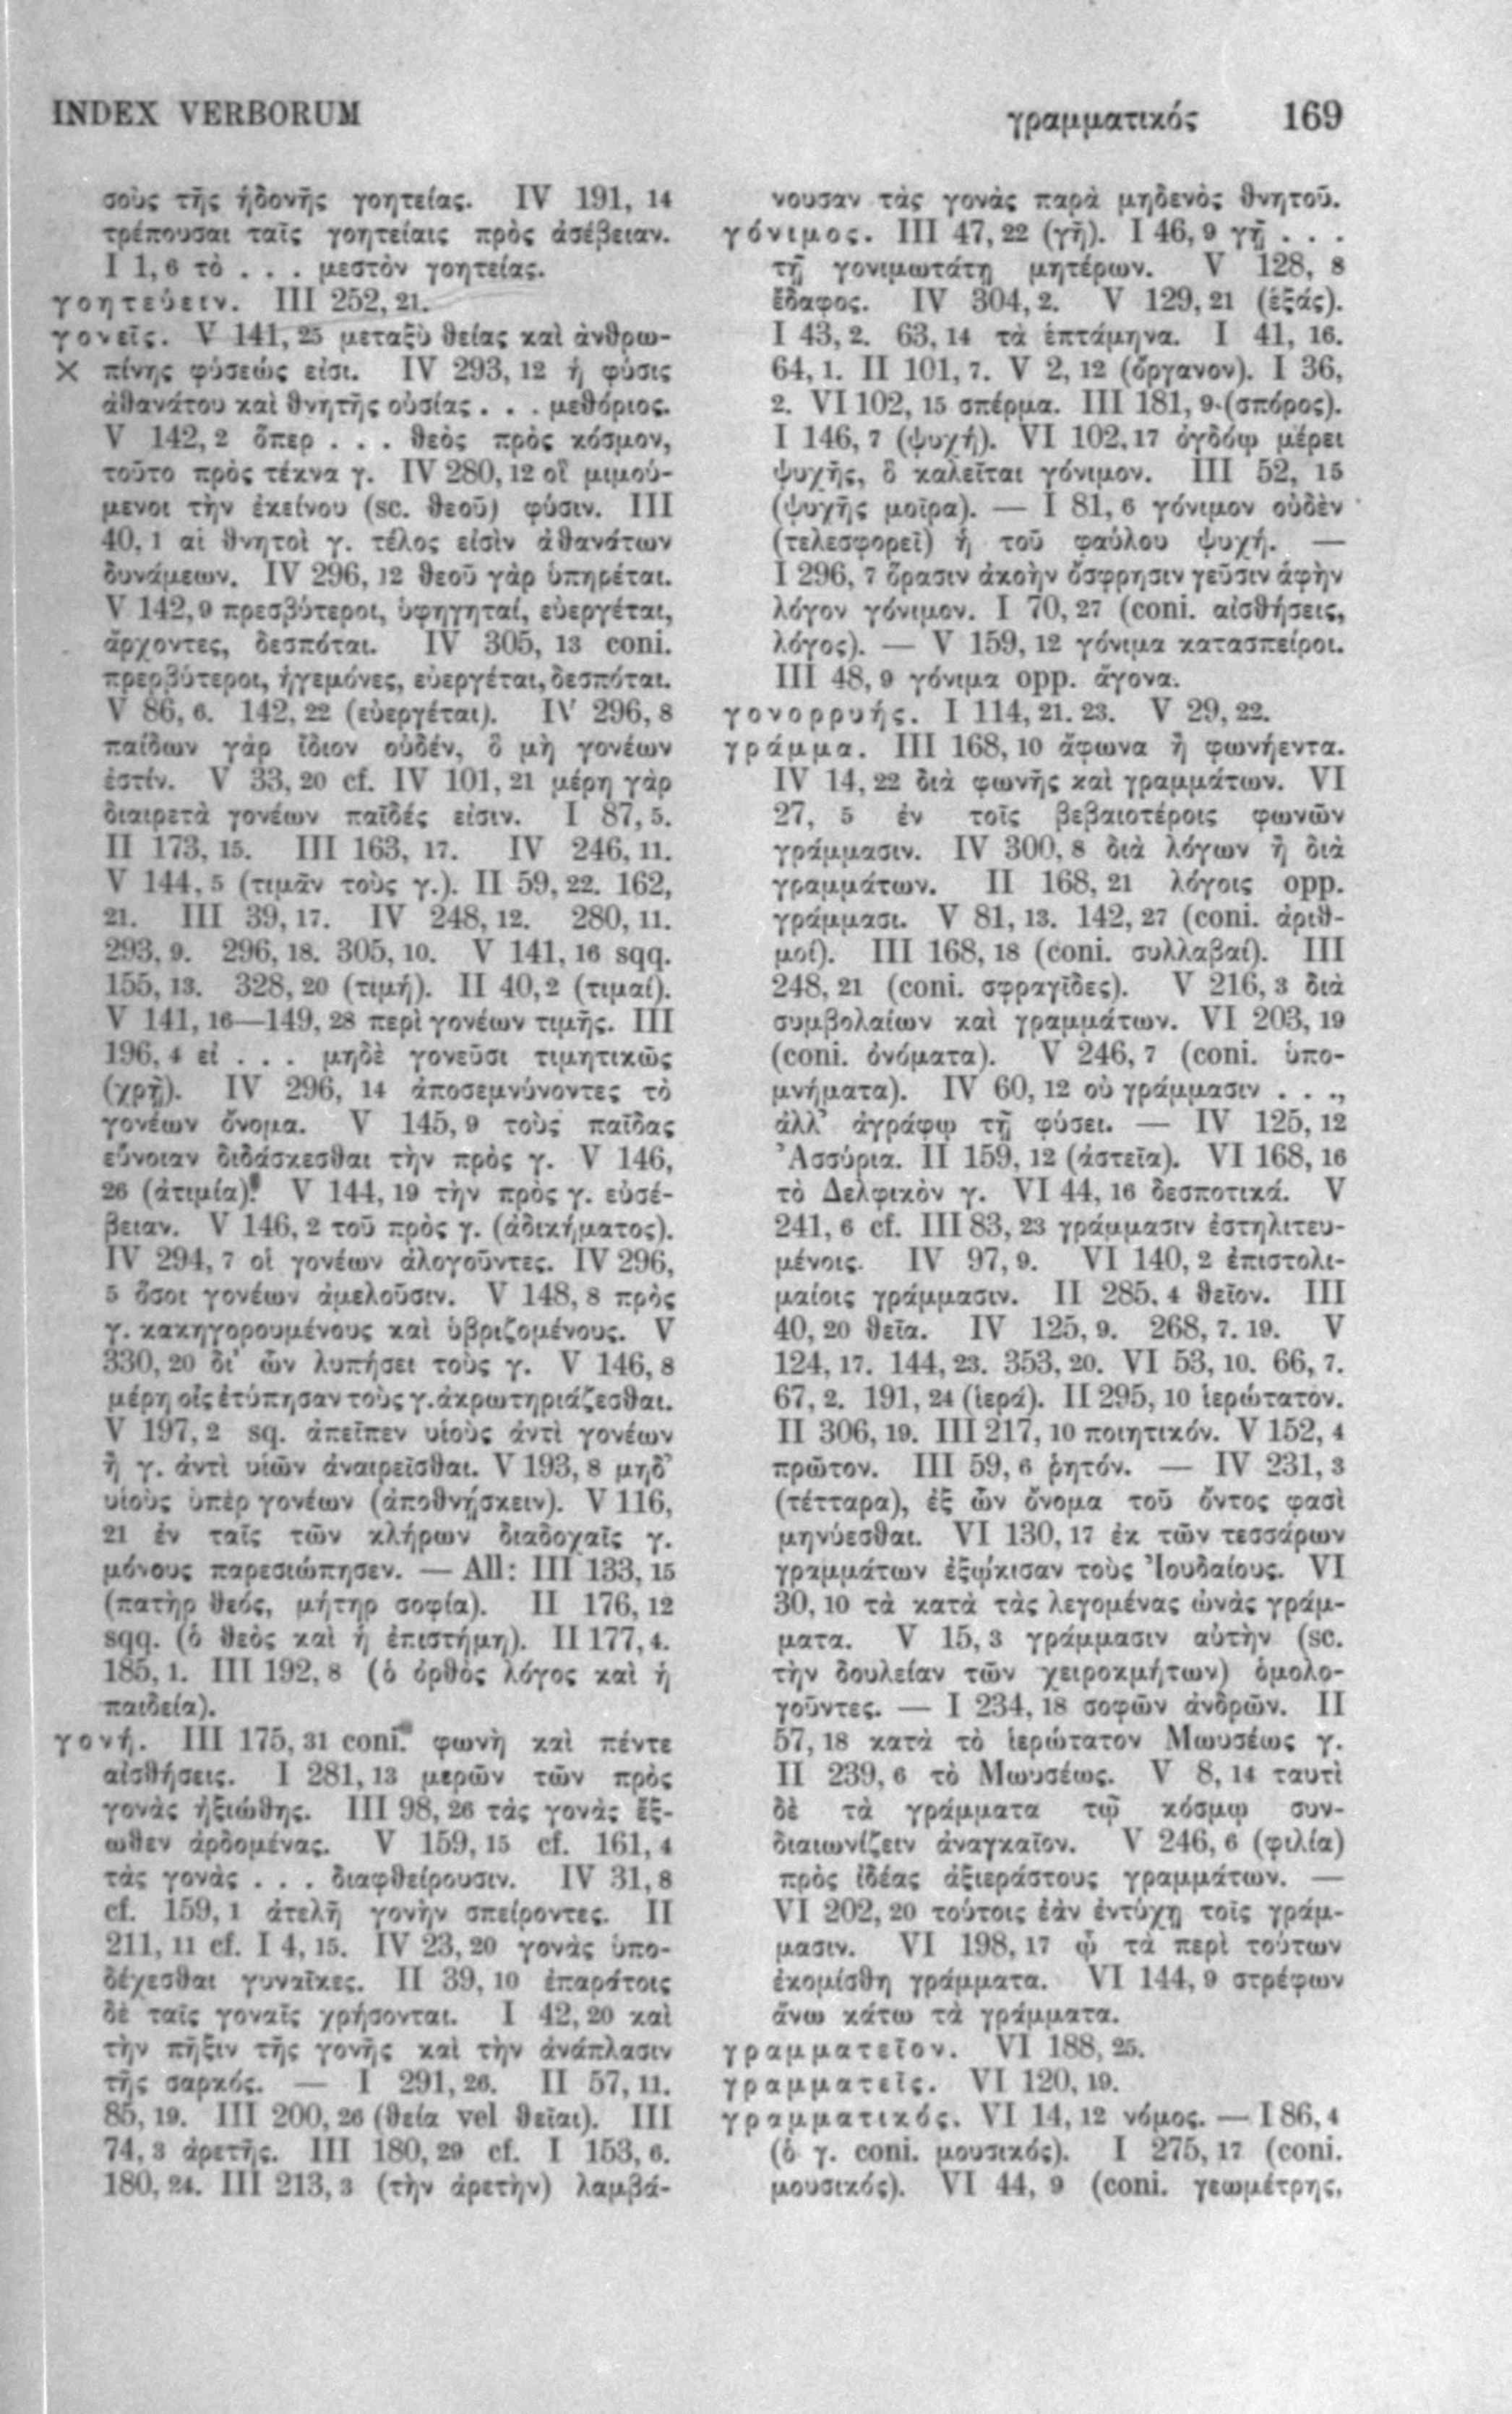 INDEX VERBORUM
γραμματικός 169
σοὺς τῆς ἡδονῆς γοητείας. IV 191, 14
τρέπουσαι ταῖς γοητείαις πρὸς ἀσέβειαν.
I 1, 6 τὸ . . . μεστὸν γοητείας.
γοητεύειν. III 252, 21.
γονεῖς. V 141, 25 μεταξὺ θείας καὶ ἀνθρω-
× πίνης φύσεώς εἰσι. IV 293, 12 ἡ φύσις
ἀθανάτου καὶ θνητῆς οὐσίας . . . μεθόριος.
V 142, 2 ὅπερ . . . θεὸς πρὸς κόσμον,
τοῦτο πρὸς τέκνα γ. IV 280, 12 οἳ μιμού-
μενοι τὴν ἐκείνου (sc. θεοῦ) φύσιν. III
40, 1 αἱ θνητοὶ γ. τέλος εἰσὶν ἀθανάτων
δυνάμεων. IV 296, 12 θεοῦ γὰρ ὑπηρέται.
V 142, 9 πρεσβύτεροι, ὑφηγηταί, εὐεργέται,
ἄρχοντες, δεσπόται. IV 305, 13 coni.
πρερβύτεροι, ἡγεμόνες, εὐεργέται, δεσπόται.
V 86, 6. 142, 22 (εὐεργέται). IV 296, 8
παίδων γὰρ ἴδιον οὐδέν, ὃ μὴ γονέων
ἐστίν. V 33, 20 cf. IV 101, 21 μέρη γὰρ
διαιρετὰ γονέων παῖδές εἰσιν. I 87, 5.
II 173, 15. III 163, 17. IV 246, 11.
V 144, 5 (τιμᾶν τοὺς γ.). II 59, 22. 162,
21. III 39, 17. IV 248, 12. 280, 11.
293, 9. 296, 18. 305, 10. V 141, 16 sqq.
155, 13. 328, 20 (τιμή). II 40, 2 (τιμαί).
V 141, 16—149, 28 περὶ γονέων τιμῆς. III
196, 4 εἰ . . . μηδὲ γονεῦσι τιμητικῶς
(χρῇ). IV 296, 14 ἀποσεμνύνοντες τὸ
γονέων ὄνομα. V 145, 9 τοὺς παῖδας
εὔνοιαν διδάσκεσθαι τὴν πρὸς γ. V 146,
26 (ἀτιμία). V 144, 19 τὴν πρὸς γ. εὐσέ-
βειαν. V 146, 2 τοῦ πρὸς γ. (ἀδικήματος).
IV 294, 7 οἱ γονέων ἀλογοῦντες. IV 296,
5 ὅσοι γονέων ἀμελοῦσιν. V 148, 8 πρὸς
γ. κακηγορουμένους καὶ ὑβριζομένους. V
330, 20 δι' ὧν λυπήσει τοὺς γ. V 146, 8
μέρη οἷς ἐτύπησαν τοὺς γ. ἀκρωτηριάζεσθαι.
V 197, 2 sq. ἀπεῖπεν υἱοὺς ἀντὶ γονέων
ἢ γ. ἀντὶ υἱῶν ἀναιρεῖσθαι. V 193, 8 μηδ'
υἱοὺς ὑπὲρ γονέων (ἀποθνῄσκειν). V 116,
21 ἐν ταῖς τῶν κλήρων διαδοχαῖς γ.
μόνους παρεσιώπησεν. — All: III 133, 15
(πατὴρ θεός, μήτηρ σοφία). II 176, 12
sqq. (ὁ θεὸς καὶ ἡ ἐπιστήμη). II 177, 4.
185, 1. III 192, 8 (ὁ ὀρθὸς λόγος καὶ ἡ
παιδεία).
γονή. III 175, 31 coni. φωνὴ καὶ πέντε
αἰσθήσεις. I 281, 13 μερῶν τῶν πρὸς
γονὰς ἠξιώθης. III 98, 26 τὰς γονὰς ἔξ-
ωθεν ἀρδομένας. V 159, 15 cf. 161, 4
τὰς γονὰς . . . διαφθείρουσιν. IV 31, 8
cf. 159, 1 ἀτελῆ γονὴν σπείροντες. II
211, 11 cf. I 4, 15. IV 23, 20 γονὰς ὑπο-
δέχεσθαι γυναῖκες. II 39, 10 ἐπαράτοις
δὲ ταῖς γοναῖς χρήσονται. I 42, 20 καὶ
τὴν πῆξιν τῆς γονῆς καὶ τὴν ἀνάπλασιν
τῆς σαρκός. — I 291, 26. II 57, 11.
85, 19. III 200, 26 (θεία vel θεῖαι). III
74, 3 ἀρετῆς. III 180, 29 cf. I 153, 6.
180, 24. III 213, 3 (τὴν ἀρετὴν) λαμβά-
νουσαν τὰς γονὰς παρὰ μηδενὸς θνητοῦ.
γόνιμος. III 47, 22 (γῆ). I 46, 9 γῇ . . .
τῇ γονιμωτάτῃ μητέρων. V 128, 8
ἔδαφος. IV 304, 2. V 129, 21 (ἑξάς).
I 43, 2. 63, 14 τὰ ἑπτάμηνα. I 41, 16.
64, 1. II 101, 7. V 2, 12 (ὄργανον). I 36,
2. VI 102, 15 σπέρμα. III 181, 9 (σπόρος).
I 146, 7 (ψυχή). VI 102, 17 ὀγδόῳ μέρει
ψυχῆς, ὃ καλεῖται γόνιμον. III 52, 15
(ψυχῆς μοῖρα). — I 81, 6 γόνιμον οὐδὲν
(τελεσφορεῖ) ἡ τοῦ φαύλου ψυχή. —
I 296, 7 ὅρασιν ἀκοὴν ὄσφρησιν γεῦσιν ἁφὴν
λόγον γόνιμον. I 70, 27 (coni. αἰσθήσεις,
λόγος). — V 159, 12 γόνιμα κατασπείροι.
III 48, 9 γόνιμα opp. ἄγονα.
γονορρυής. I 114, 21. 23. V 29, 22.
γράμμα. III 168, 10 ἄφωνα ἢ φωνήεντα.
IV 14, 22 διὰ φωνῆς καὶ γραμμάτων. VI
27, 5 ἐν τοῖς βεβαιοτέροις φωνῶν
γράμμασιν. IV 300, 8 διὰ λόγων ἢ διὰ
γραμμάτων. II 168, 21 λόγοις opp.
γράμμασι. V 81, 13. 142, 27 (coni. ἀριθ-
μοί). III 168, 18 (coni. συλλαβαί). III
248, 21 (coni. σφραγῖδες). V 216, 3 διὰ
συμβολαίων καὶ γραμμάτων. VI 203, 19
(coni. ὀνόματα). V 246, 7 (coni. ὑπο-
μνήματα). IV 60, 12 οὐ γράμμασιν . . .,
ἀλλ' ἀγράφῳ τῇ φύσει. — IV 125, 12
Ἀσσύρια. II 159, 12 (ἀστεῖα). VI 168, 16
τὸ Δελφικὸν γ. VI 44, 16 δεσποτικά. V
241, 6 cf. III 83, 23 γράμμασιν ἐστηλιτευ-
μένοις. IV 97, 9. VI 140, 2 ἐπιστολι-
μαίοις γράμμασιν. II 285, 4 θεῖον. III
40, 20 θεῖα. IV 125, 9. 268, 7. 19. V
124, 17. 144, 23. 353, 20. VI 53, 10. 66, 7.
67, 2. 191, 24 (ἱερά). II 295, 10 ἱερώτατον.
II 306, 19. III 217, 10 ποιητικόν. V 152, 4
πρῶτον. III 59, 6 ῥητόν. — IV 231, 3
(τέτταρα), ἐξ ὧν ὄνομα τοῦ ὄντος φασὶ
μηνύεσθαι. VI 130, 17 ἐκ τῶν τεσσάρων
γραμμάτων ἐξῴκισαν τοὺς Ἰουδαίους. VI
30, 10 τὰ κατὰ τὰς λεγομένας ὠνὰς γράμ-
ματα. V 15, 3 γράμμασιν αὐτὴν (sc.
τὴν δουλείαν τῶν χειροκμήτων) ὁμολο-
γοῦντες. — I 234, 18 σοφῶν ἀνδρῶν. II
57, 18 κατὰ τὸ ἱερώτατον Μωυσέως γ.
II 239, 6 τὸ Μωυσέως. V 8, 14 ταυτὶ
δὲ τὰ γράμματα τῷ κόσμῳ συν-
διαιωνίζειν ἀναγκαῖον. V 246, 6 (φιλία)
πρὸς ἰδέας ἀξιεράστους γραμμάτων. —
VI 202, 20 τούτοις ἐὰν ἐντύχῃ τοῖς γράμ-
μασιν. VI 198, 17 ᾧ τὰ περὶ τούτων
ἐκομίσθη γράμματα. VI 144, 9 στρέφων
ἄνω κάτω τὰ γράμματα.
γραμματεῖον. VI 188, 25.
γραμματεῖς. VI 120, 19.
γραμματικός. VI 14, 12 νόμος. — I 86, 4
(ὁ γ. coni. μουσικός). I 275, 17 (coni.
μουσικός). VI 44, 9 (coni. γεωμέτρης,